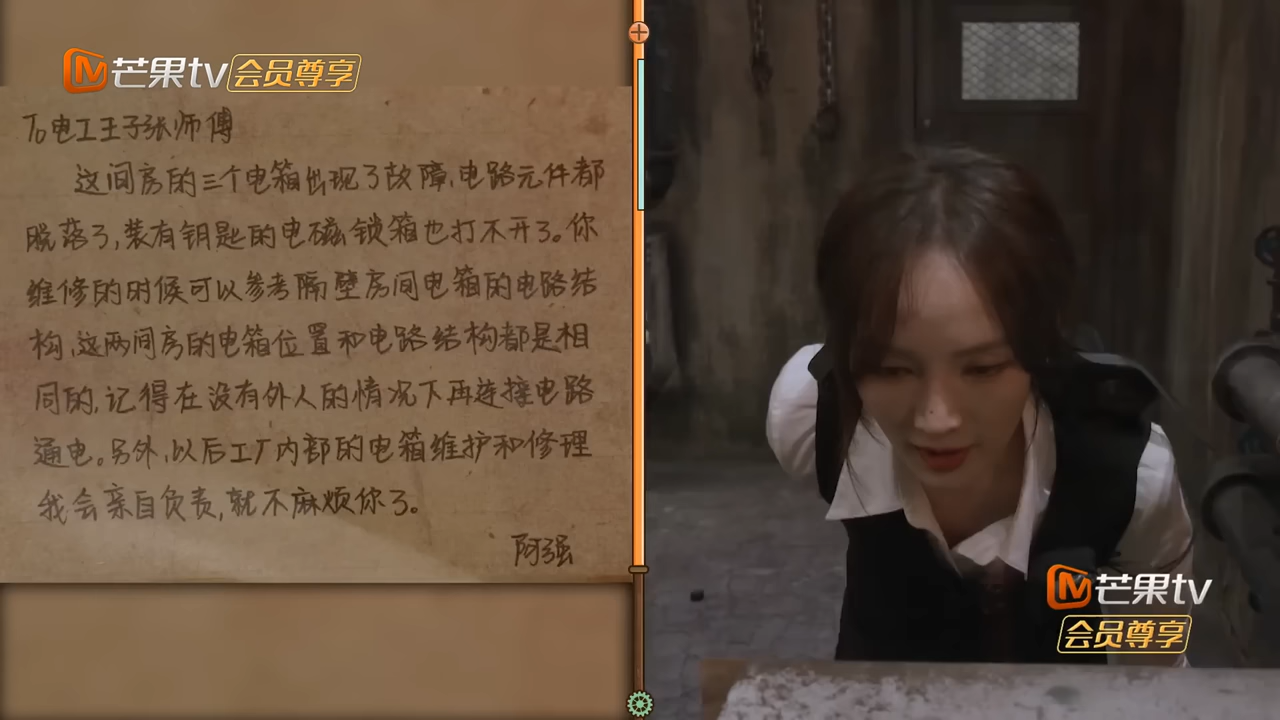 芒果tv会员尊享
To电工王子张师傅
这间房的三个电箱出现了故障,电路元件都
脱落了,装有钥匙的电磁锁箱也打不开了。你
维修的时候可以参考隔壁房间电箱的电路结
构,这两间房的电箱位置和电路结构都是相
同的,记得在没有外人的情况下再连接电路
通电。另外,以后工厂内部的电箱维护和修理
我会亲自负责,就不麻烦你了。
阿强
芒果tv
会员尊享